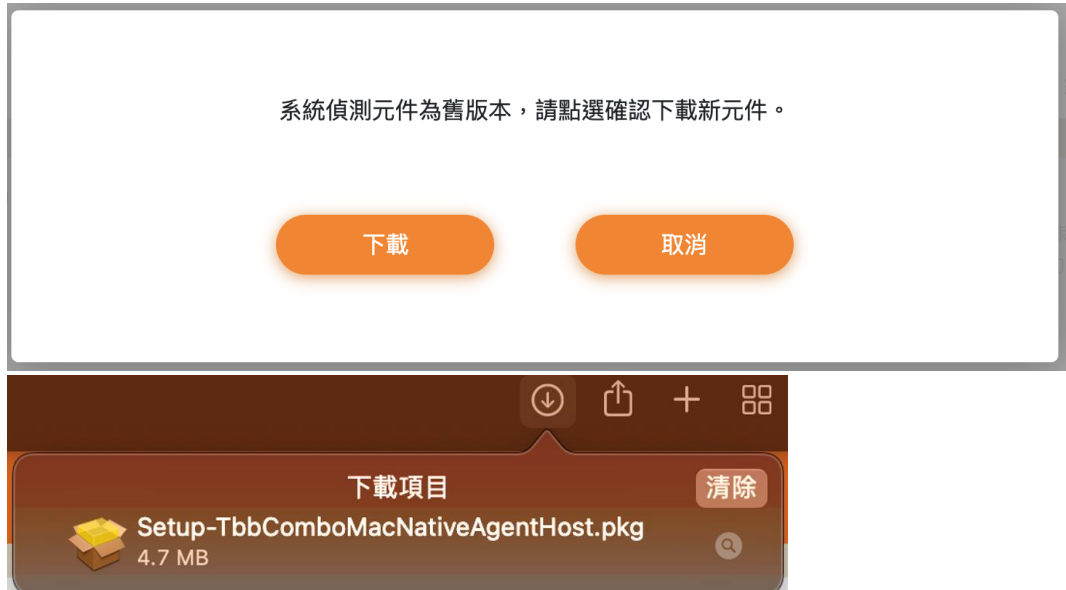 系統偵測元件為舊版本，請點選確認下載新元件。
下載
取消
下載項目
清除
Setup-TbbComboMacNativeAgentHost.pkg
4.7 MB